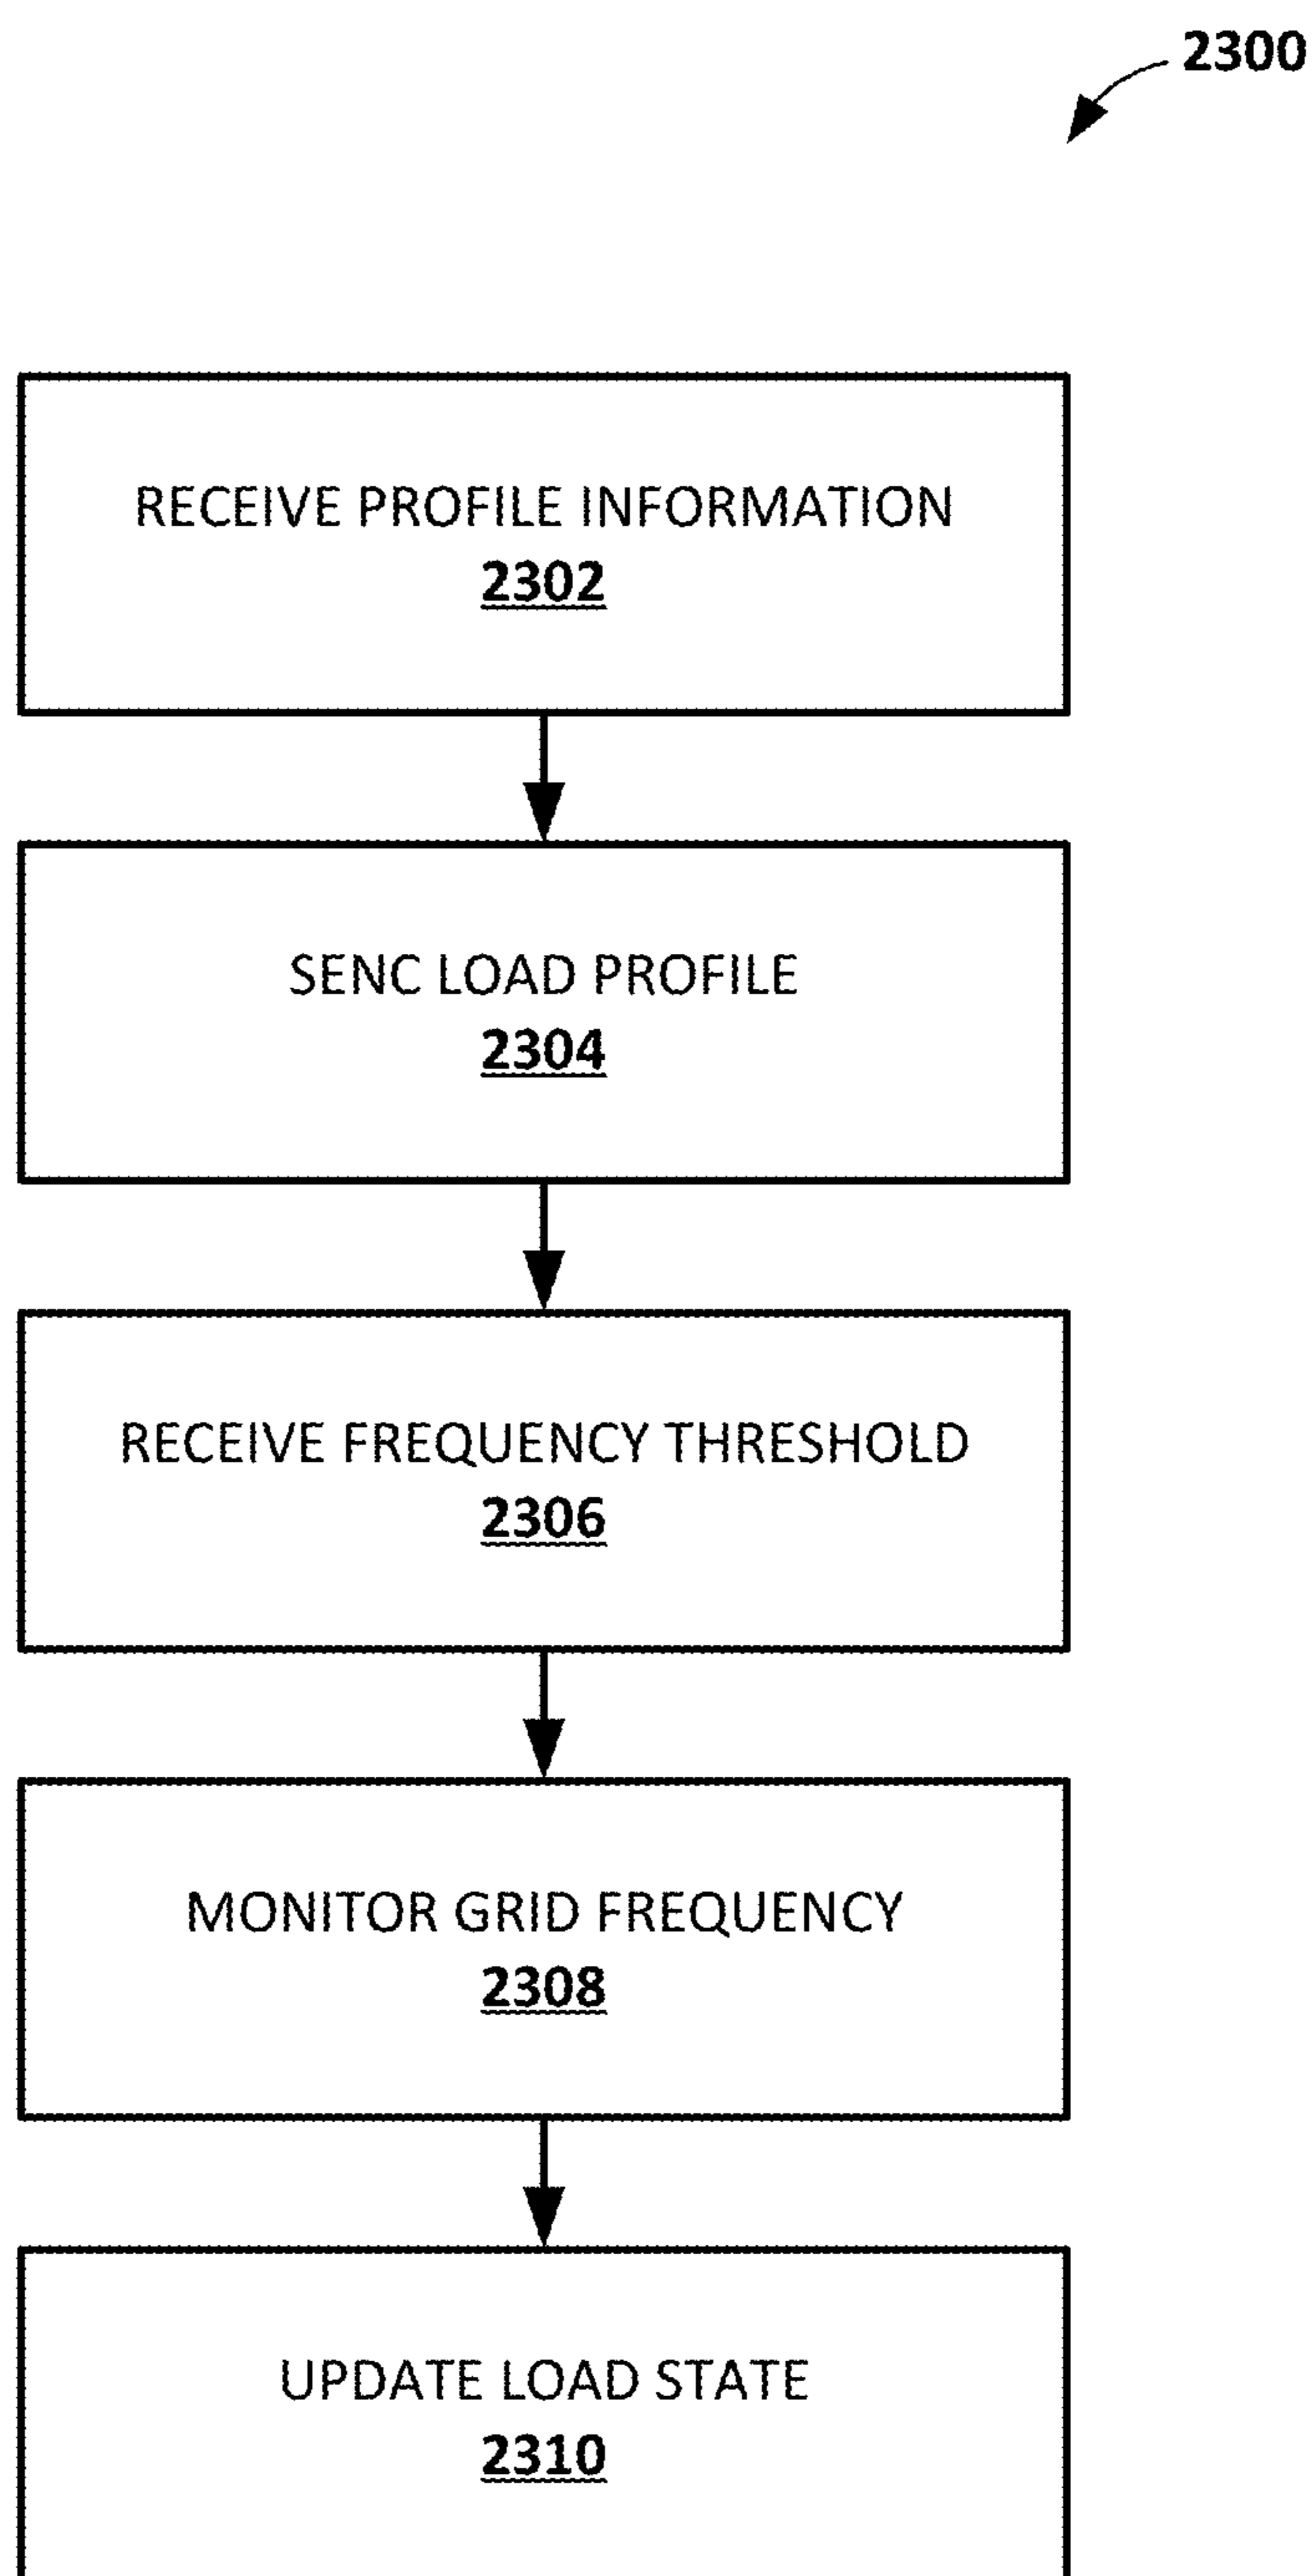 2300
RECEIVE PROFILE INFORMATION
2302
SENC LOAD PROFILE
2304
RECEIVE FREQUENCY THRESHOLD
2306
MONITOR GRID FREQUENCY
2308
UPDATE LOAD STATE
2310